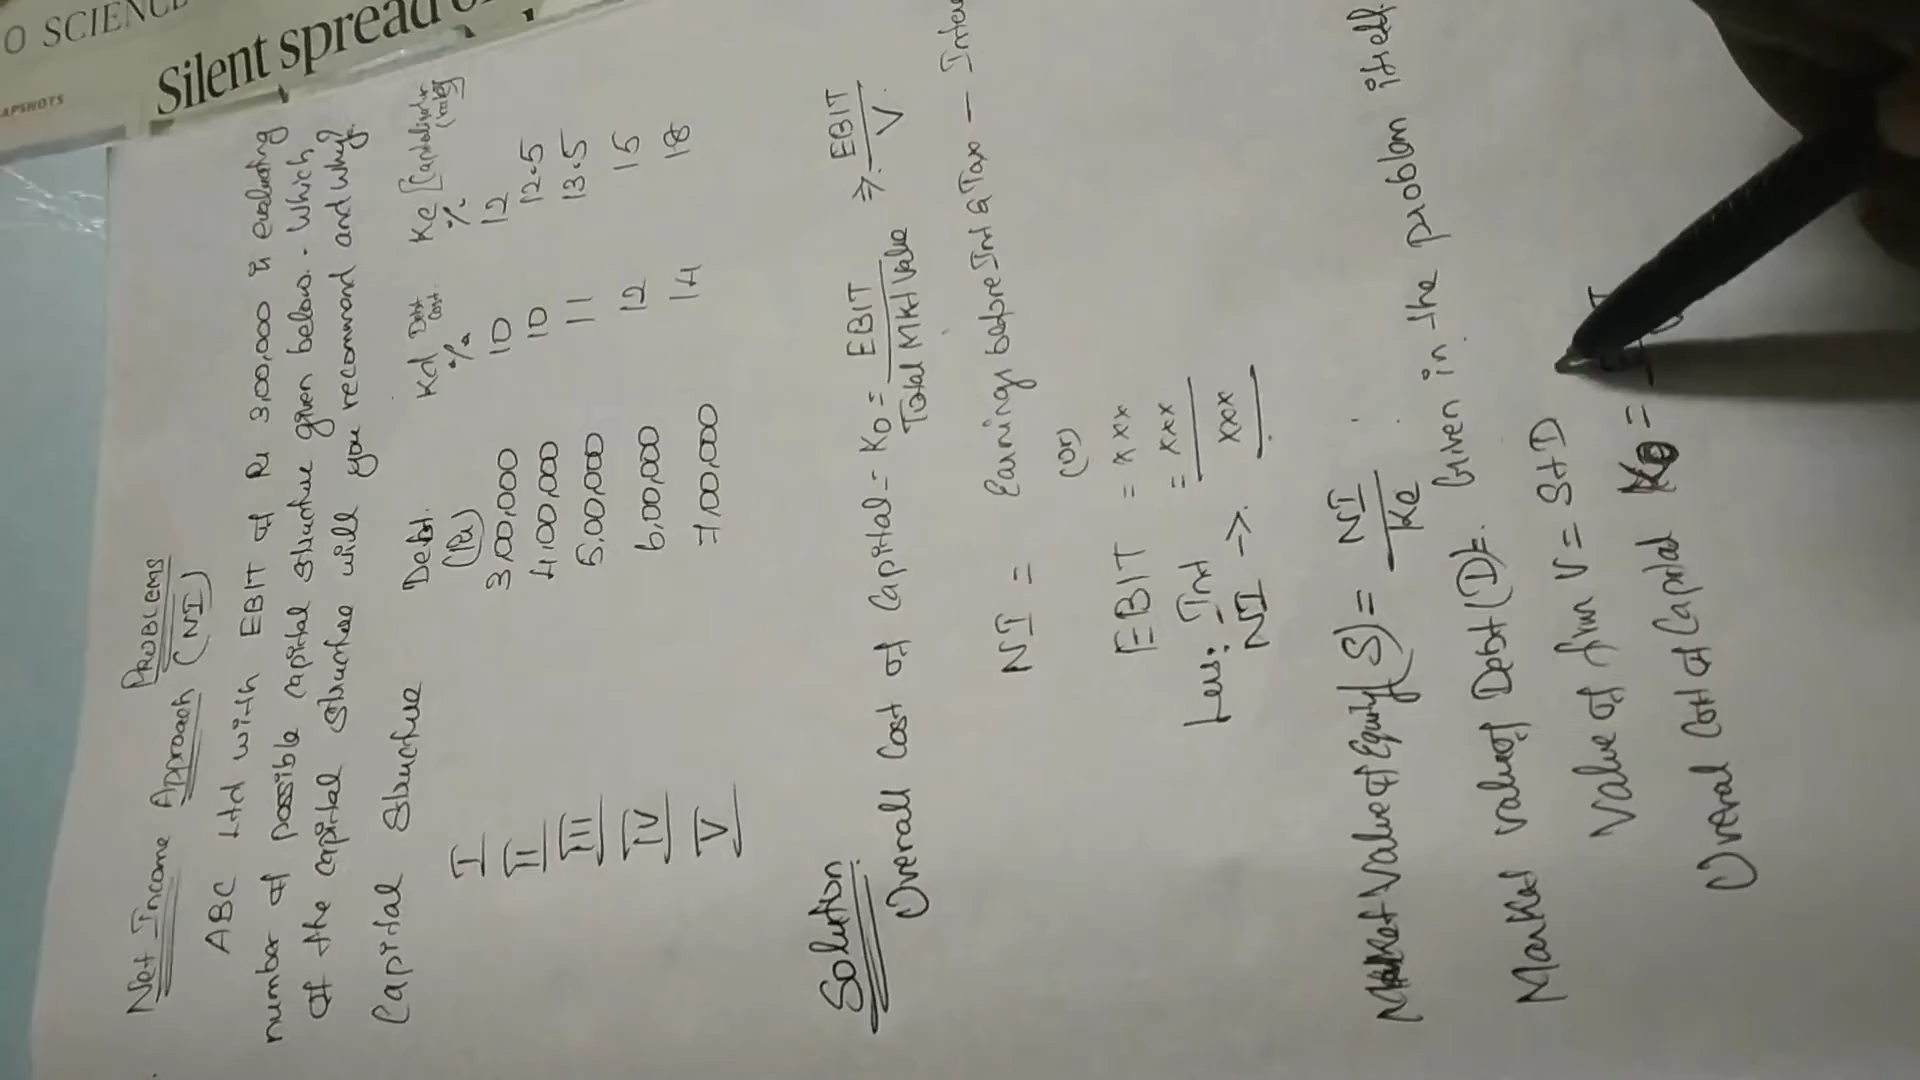 O SCIENCE
APSHOTS
Silent spread o
PROBLEMS
Net Income Approach (NI)
ABC Ltd with EBIT of Rs 3,00,000 is evaluating
number of possible capital structure given below. Which
of the capital structure will you recommend and why?
Capital Structure Debt. (Rs) Kd Debt Cost % Ke [Capitalisation rate] %
I 3,00,000 10 12
II 4,00,000 10 12.5
III 5,00,000 11 13.5
IV 6,00,000 12 15
V 7,00,000 14 18
Solution
Overall Cost of Capital = KO = EBIT / Total Mkt Value ⇒ EBIT / V.
NI = Earnings before Int & Tax -
(or)
EBIT = xxx
Less: Int = xxx
NI → xxx
Market Value of Equity (S) = NI / Ke
Market value of Debt (D) = Given in the problem itself
Value of firm V = S+D
Overal Cost of Capital KO =